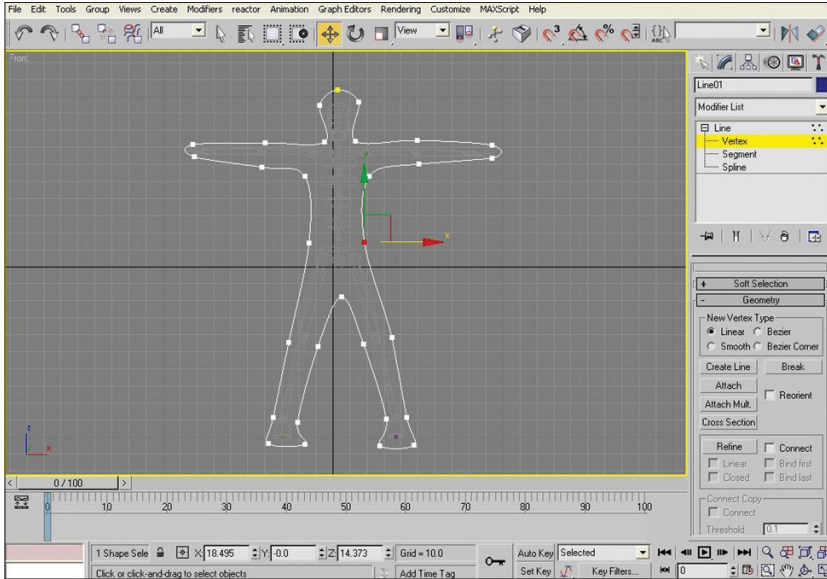 File Edit Tools Group Views Create Modifiers reactor Animation Graph Editors Rendering Customize MAXScript Help
All
View
ABC
Front
Line01
Modifier List
Line
Vertex
Segment
Spline
y
x
+ Soft Selection
- Geometry
New Vertex Type
Linear Bezier
Smooth Bezier Corner
Create Line Break
Attach
Reorient
Attach Mult.
Cross Section
Refine Connect
Linear Bind first
Closed Bind last
Connect Copy
Connect
Threshold 0.1
z
x
< 0 / 100 >
0 10 20 30 40 50 60 70 80 90 100
1 Shape Sele X: 18.495 Y: -0.0 Z: 14.373 Grid = 10.0 Auto Key Selected
Click or click-and-drag to select objects Add Time Tag Set Key Key Filters... 0